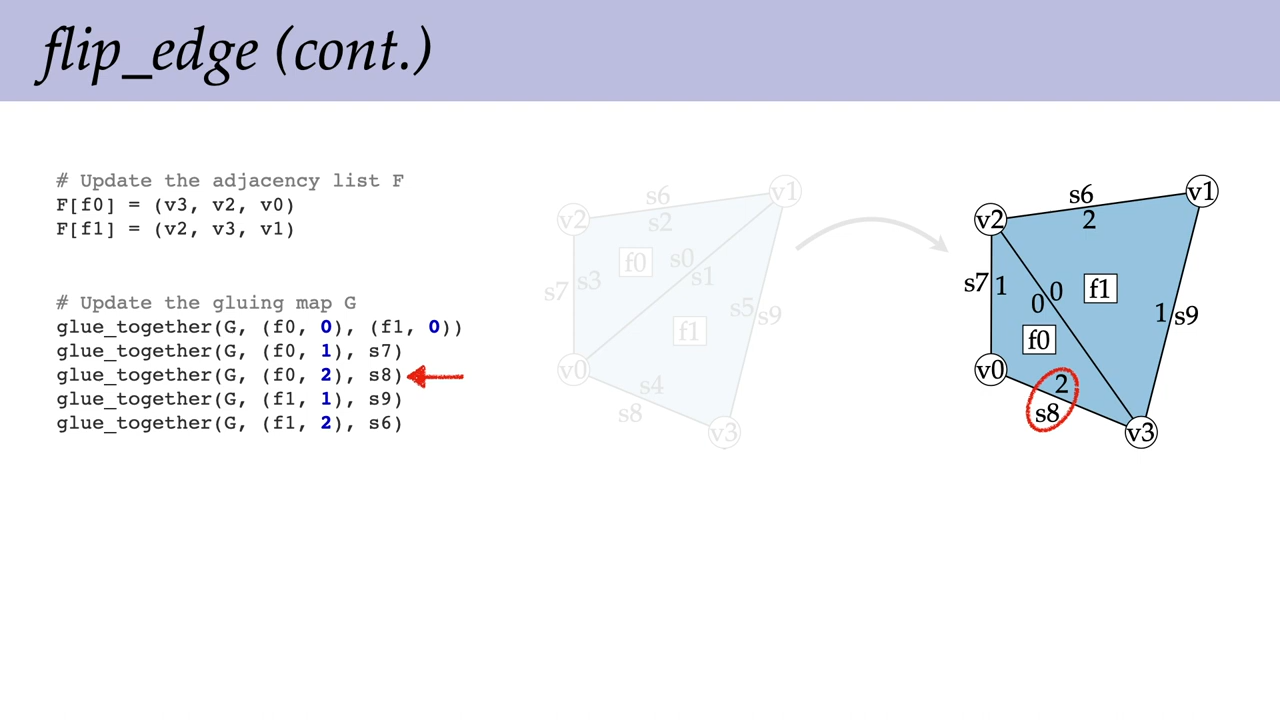 flip_edge (cont.)
# Update the adjacency list F
F[f0] = (v3, v2, v0)
F[f1] = (v2, v3, v1)
# Update the gluing map G
glue_together(G, (f0, 0), (f1, 0))
glue_together(G, (f0, 1), s7)
glue_together(G, (f0, 2), s8)
glue_together(G, (f1, 1), s9)
glue_together(G, (f1, 2), s6)
s6
v1
v2
s2
f0
s0
s1
s7
s3
s5
s9
f1
v0
s4
s8
v3
s6
v1
v2
2
s7
1
0
0
f1
1
s9
f0
v0
2
s8
v3